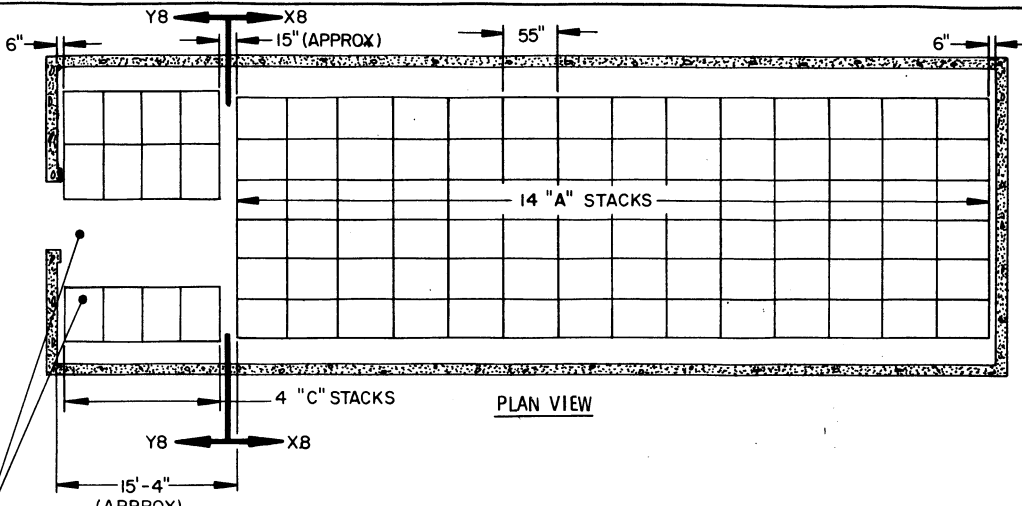 Y8 X8
6" 15" (APPROX) 55" 6"
14 "A" STACKS
4 "C" STACKS
PLAN VIEW
Y8 X8
15'-4"
(APPROX)